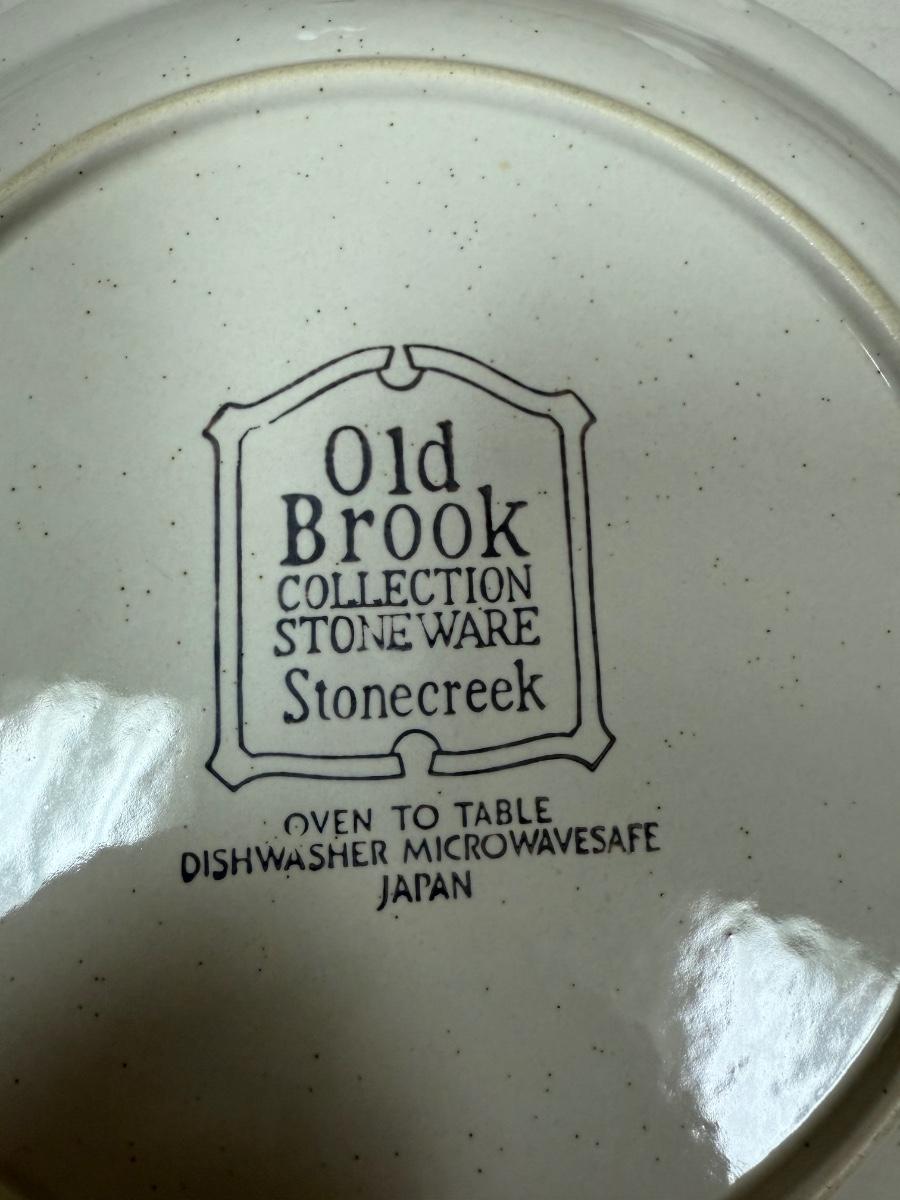 Old
Brook
COLLECTION
STONEWARE
Stonecreek
OVEN TO TABLE
DISHWASHER MICROWAVESAFE
JAPAN